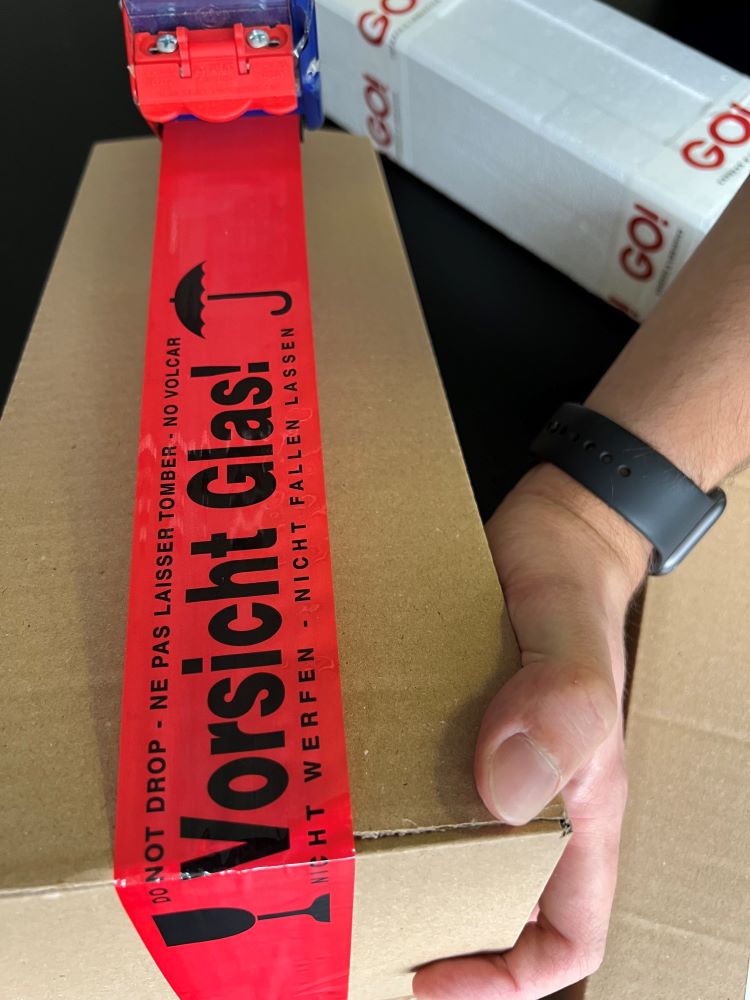 DO NOT DROP - NE PAS LAISSER TOMBER - NO VOLCAR
Vorsicht Glas!
NICHT WERFEN - NICHT FALLEN LASSEN
GO!
GO!
GO!
GO!